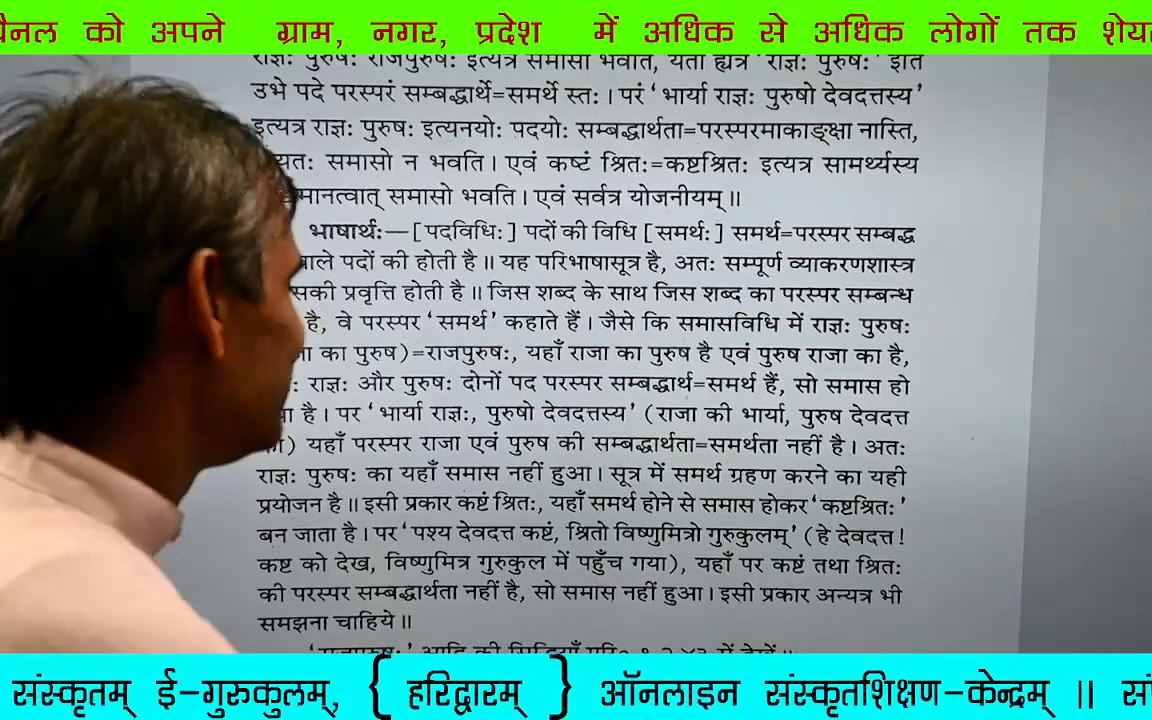 चैनल को अपने ग्राम, नगर, प्रदेश में अधिक से अधिक लोगों तक शेयर
राज्ञः पुरुषः राजपुरुषः इत्यत्र समासो भवति, यतो ह्यत्र 'राज्ञः पुरुषः' इति
उभे पदे परस्परं सम्बद्धार्थे=समर्थे स्तः। परं 'भार्या राज्ञः पुरुषो देवदत्तस्य'
इत्यत्र राज्ञः पुरुषः इत्यनयोः पदयोः सम्बद्धार्थता=परस्परमाकाङ्क्षा नास्ति,
यतः समासो न भवति। एवं कष्टं श्रितः=कष्टश्रितः इत्यत्र सामर्थ्यस्य
मानत्वात् समासो भवति। एवं सर्वत्र योजनीयम्॥
भाषार्थः—[पदविधिः] पदों की विधि [समर्थः] समर्थ=परस्पर सम्बद्ध
वाले पदों की होती है॥ यह परिभाषासूत्र है, अतः सम्पूर्ण व्याकरणशास्त्र
सकी प्रवृत्ति होती है॥ जिस शब्द के साथ जिस शब्द का परस्पर सम्बन्ध
है, वे परस्पर 'समर्थ' कहाते हैं। जैसे कि समासविधि में राज्ञः पुरुषः
का पुरुष)=राजपुरुषः, यहाँ राजा का पुरुष है एवं पुरुष राजा का है,
राज्ञः और पुरुषः दोनों पद परस्पर सम्बद्धार्थ=समर्थ हैं, सो समास हो
है। पर 'भार्या राज्ञः, पुरुषो देवदत्तस्य' (राजा की भार्या, पुरुष देवदत्त
का) यहाँ परस्पर राजा एवं पुरुष की सम्बद्धार्थता=समर्थता नहीं है। अतः
राज्ञः पुरुषः का यहाँ समास नहीं हुआ। सूत्र में समर्थ ग्रहण करने का यही
प्रयोजन है॥ इसी प्रकार कष्टं श्रितः, यहाँ समर्थ होने से समास होकर 'कष्टश्रितः'
बन जाता है। पर 'पश्य देवदत्त कष्टं, श्रितो विष्णुमित्रो गुरुकुलम्' (हे देवदत्त!
कष्ट को देख, विष्णुमित्र गुरुकुल में पहुँच गया), यहाँ पर कष्टं तथा श्रितः
की परस्पर सम्बद्धार्थता नहीं है, सो समास नहीं हुआ। इसी प्रकार अन्यत्र भी
समझना चाहिये॥
संस्कृतम् ई-गुरुकुलम्, { हरिद्वारम् } ऑनलाइन संस्कृतशिक्षण-केन्द्रम् ॥ सं